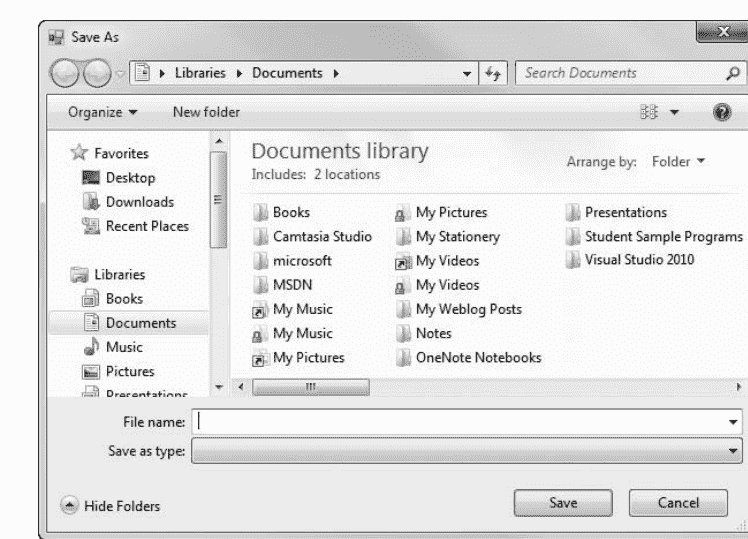 Save As
Libraries Documents
Search Documents
Organize New folder
Favorites
Desktop
Downloads
Recent Places
Libraries
Books
Documents
Music
Pictures
Presentations
Documents library
Includes: 2 locations
Arrange by: Folder
Books
Camtasia Studio
microsoft
MSDN
My Music
My Music
My Pictures
My Pictures
My Stationery
My Videos
My Videos
My Weblog Posts
Notes
OneNote Notebooks
Presentations
Student Sample Programs
Visual Studio 2010
File name:
Save as type:
Hide Folders
Save
Cancel